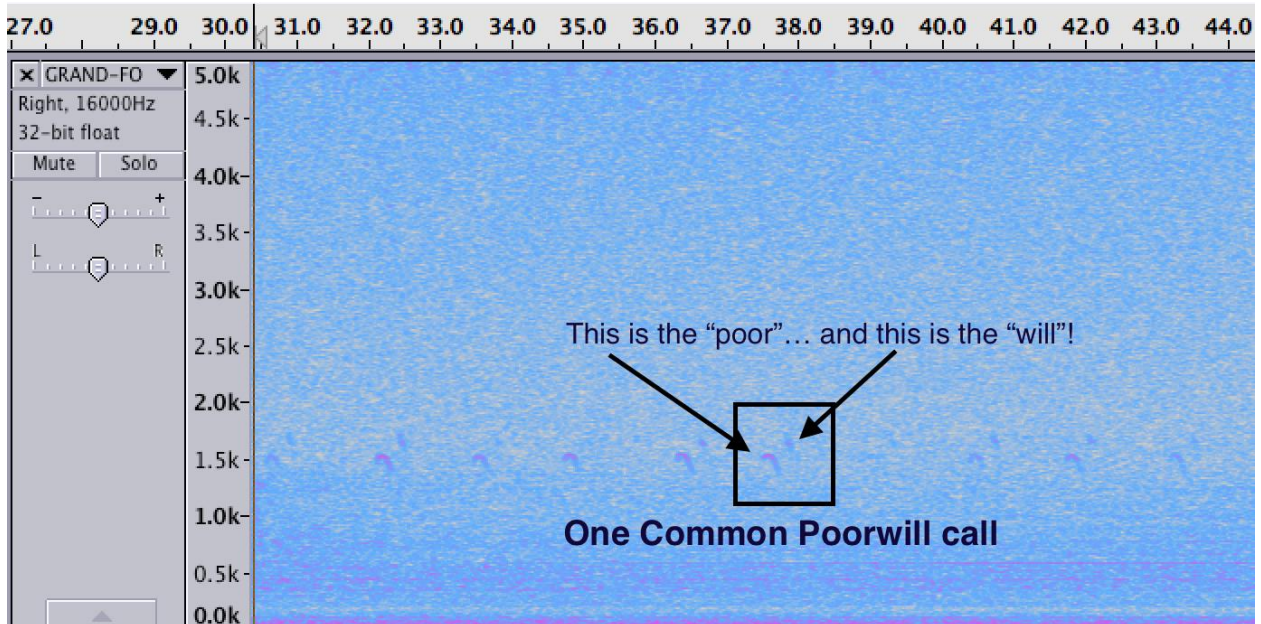 27.0 29.0 30.0 31.0 32.0 33.0 34.0 35.0 36.0 37.0 38.0 39.0 40.0 41.0 42.0 43.0 44.0
× GRAND-FO ▼ 5.0k
Right, 16000Hz
4.5k
32-bit float
Mute Solo
4.0k
- +
3.5k
L R
3.0k
This is the “poor”… and this is the “will”!
2.5k
2.0k
1.5k
1.0k
One Common Poorwill call
0.5k
0.0k